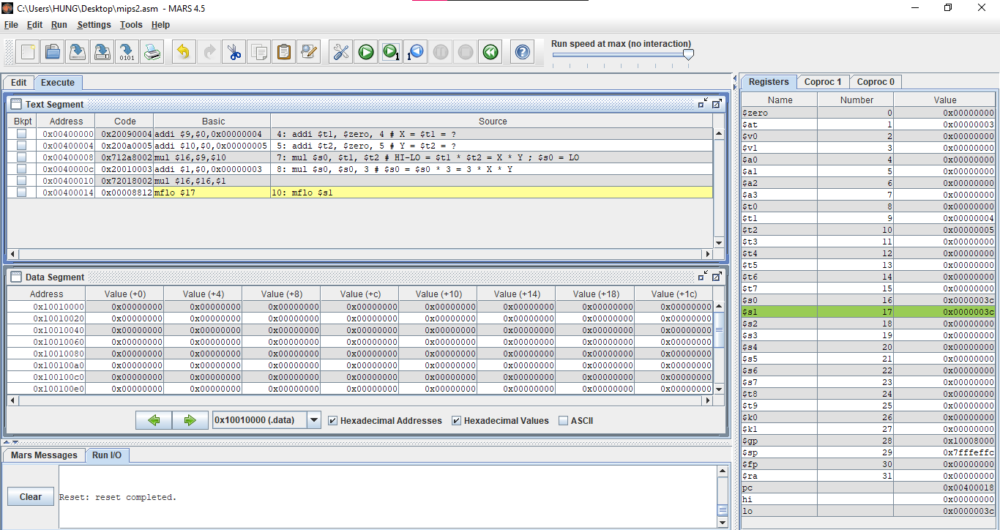 C:\Users\HUNG\Desktop\mips2.asm - MARS 4.5
File Edit Run Settings Tools Help
Run speed at max (no interaction)
Edit Execute
Text Segment
Bkpt Address Code Basic Source
0x00400000 0x20090004 addi $9,$0,0x00000004 4: addi $t1, $zero, 4 # X = $t1 = ?
0x00400004 0x200a0005 addi $10,$0,0x00000005 5: addi $t2, $zero, 5 # Y = $t2 = ?
0x00400008 0x712a8002 mul $16,$9,$10 7: mul $s0, $t1, $t2 # HI-LO = $t1 * $t2 = X * Y ; $s0 = LO
0x0040000c 0x20010003 addi $1,$0,0x00000003 8: mul $s0, $s0, 3 # $s0 = $s0 * 3 = 3 * X * Y
0x00400010 0x72018002 mul $16,$16,$1
0x00400014 0x00008812 mflo $17 10: mflo $s1
Data Segment
Address Value (+0) Value (+4) Value (+8) Value (+c) Value (+10) Value (+14) Value (+18) Value (+1c)
0x10010000 0x00000000 0x00000000 0x00000000 0x00000000 0x00000000 0x00000000 0x00000000 0x00000000
0x10010020 0x00000000 0x00000000 0x00000000 0x00000000 0x00000000 0x00000000 0x00000000 0x00000000
0x10010040 0x00000000 0x00000000 0x00000000 0x00000000 0x00000000 0x00000000 0x00000000 0x00000000
0x10010060 0x00000000 0x00000000 0x00000000 0x00000000 0x00000000 0x00000000 0x00000000 0x00000000
0x10010080 0x00000000 0x00000000 0x00000000 0x00000000 0x00000000 0x00000000 0x00000000 0x00000000
0x100100a0 0x00000000 0x00000000 0x00000000 0x00000000 0x00000000 0x00000000 0x00000000 0x00000000
0x100100c0 0x00000000 0x00000000 0x00000000 0x00000000 0x00000000 0x00000000 0x00000000 0x00000000
0x100100e0 0x00000000 0x00000000 0x00000000 0x00000000 0x00000000 0x00000000 0x00000000 0x00000000
0x10010000 (.data) Hexadecimal Addresses Hexadecimal Values ASCII
Mars Messages Run I/O
Clear
Reset: reset completed.
Registers Coproc 1 Coproc 0
Name Number Value
$zero 0 0x00000000
$at 1 0x00000003
$v0 2 0x00000000
$v1 3 0x00000000
$a0 4 0x00000000
$a1 5 0x00000000
$a2 6 0x00000000
$a3 7 0x00000000
$t0 8 0x00000000
$t1 9 0x00000004
$t2 10 0x00000005
$t3 11 0x00000000
$t4 12 0x00000000
$t5 13 0x00000000
$t6 14 0x00000000
$t7 15 0x00000000
$s0 16 0x0000003c
$s1 17 0x0000003c
$s2 18 0x00000000
$s3 19 0x00000000
$s4 20 0x00000000
$s5 21 0x00000000
$s6 22 0x00000000
$s7 23 0x00000000
$t8 24 0x00000000
$t9 25 0x00000000
$k0 26 0x00000000
$k1 27 0x00000000
$gp 28 0x10008000
$sp 29 0x7fffeffc
$fp 30 0x00000000
$ra 31 0x00000000
pc 0x00400018
hi 0x00000000
lo 0x0000003c